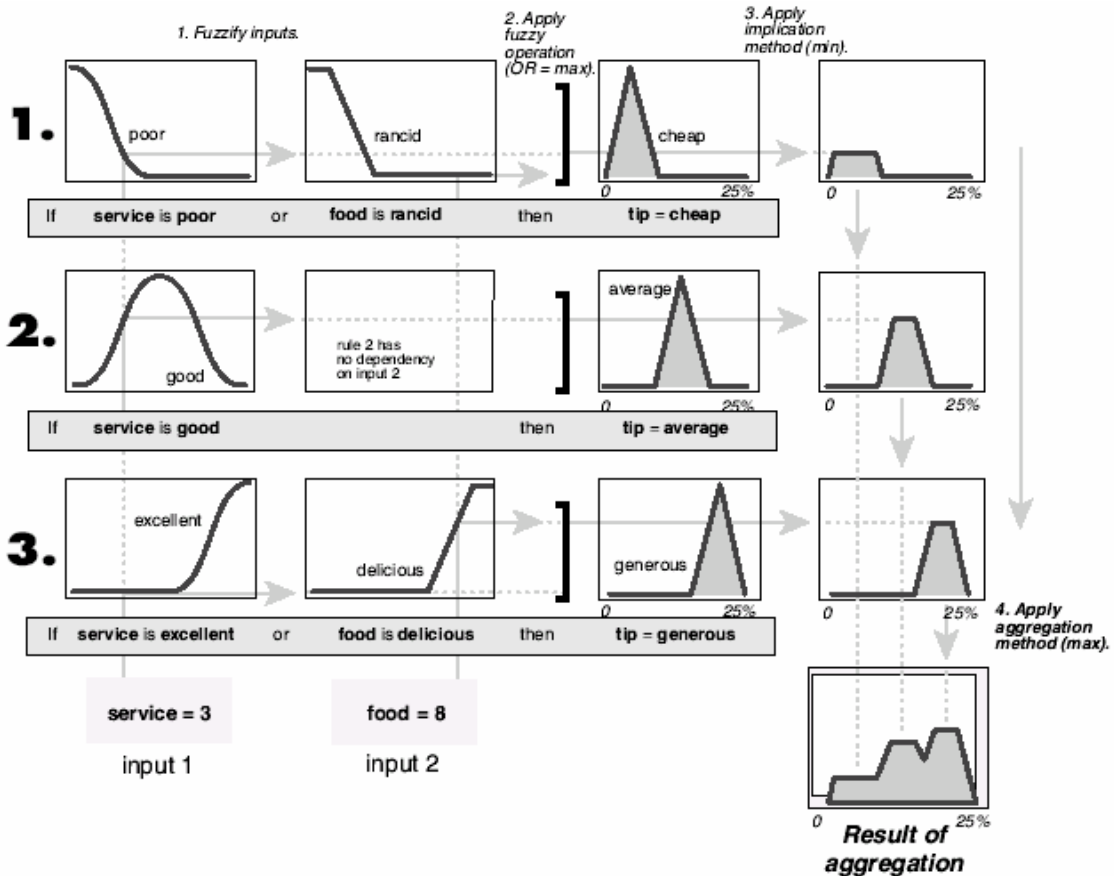 1. Fuzzify inputs.
2. Apply
fuzzy
operation
(OR = max).
3. Apply
implication
method (min).
1.
poor
rancid
cheap
0 25%
0 25%
If service is poor or food is rancid then tip = cheap
2.
good
rule 2 has
no dependency
on input 2
average
0 25%
0 25%
If service is good then tip = average
3.
excellent
delicious
generous
0 25%
0 25%
If service is excellent or food is delicious then tip = generous
4. Apply
aggregation
method (max).
service = 3
food = 8
input 1
input 2
0 25%
Result of
aggregation